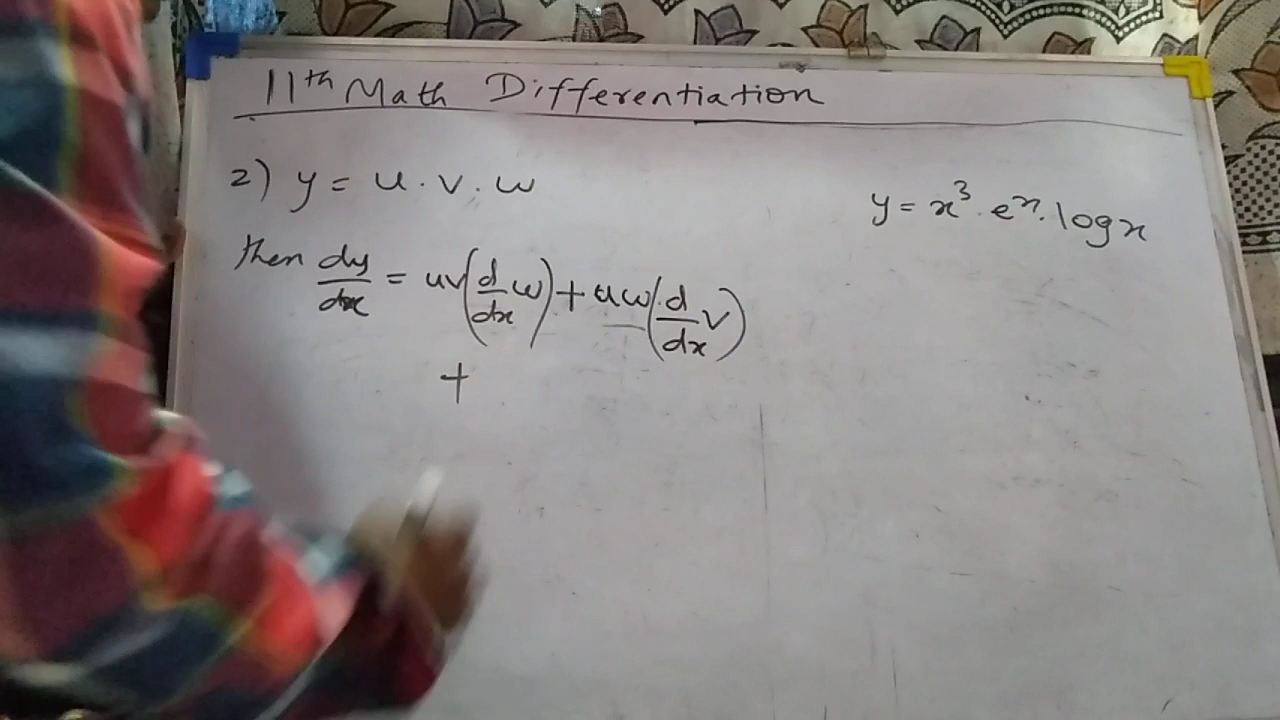 11th Math Differentiation
2) y = u . v . w
y = x³ . eˣ . log x
then dy/dx = uv(d/dx w) + uw(d/dx v)
+